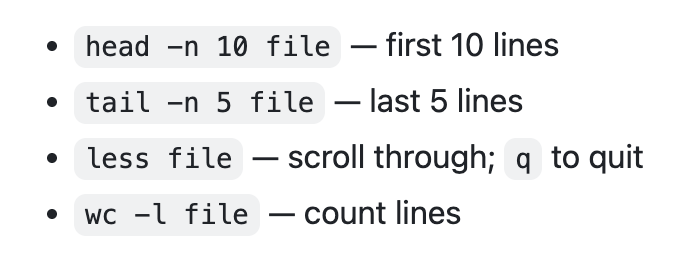 • head -n 10 file — first 10 lines
• tail -n 5 file — last 5 lines
• less file — scroll through; q to quit
• wc -l file — count lines